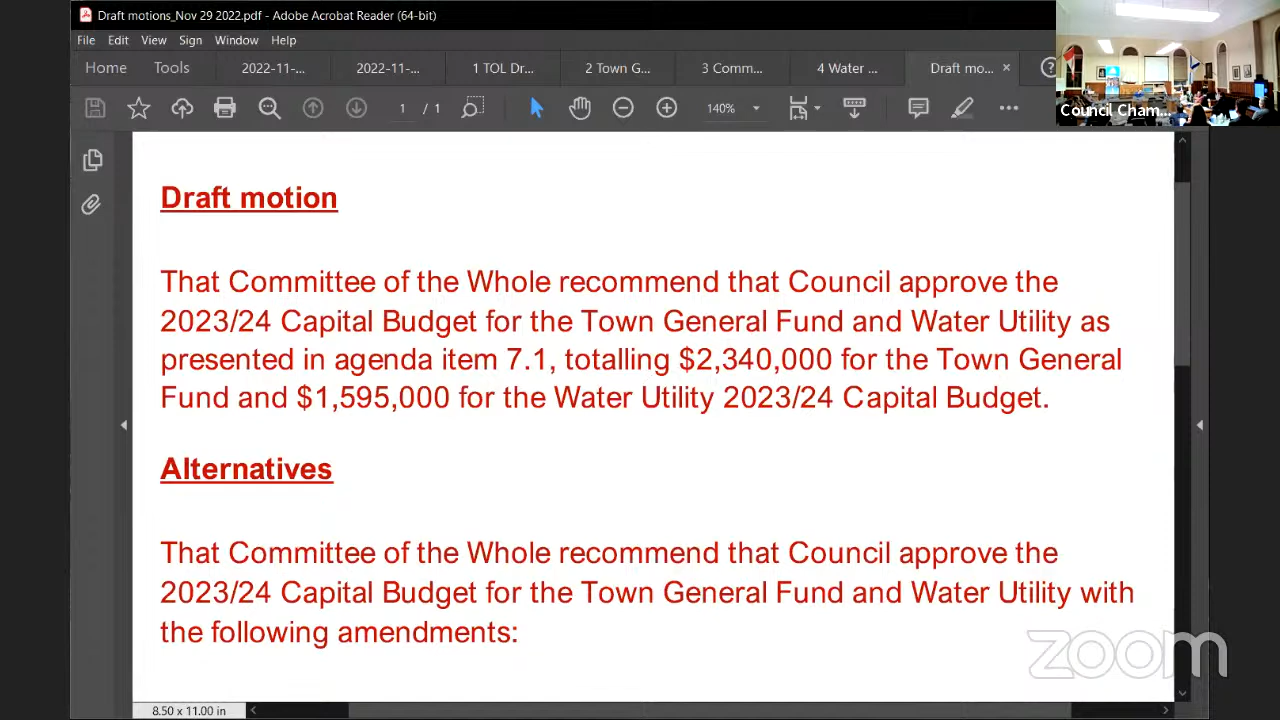 Draft motions_Nov 29 2022.pdf - Adobe Acrobat Reader (64-bit)
File Edit View Sign Window Help
Home Tools 2022-11-... 2022-11-... 1 TOL Dr... 2 Town G... 3 Comm... 4 Water ... Draft mo... ×
1 / 1 140%
Council Cham...
Draft motion
That Committee of the Whole recommend that Council approve the
2023/24 Capital Budget for the Town General Fund and Water Utility as
presented in agenda item 7.1, totalling $2,340,000 for the Town General
Fund and $1,595,000 for the Water Utility 2023/24 Capital Budget.
Alternatives
That Committee of the Whole recommend that Council approve the
2023/24 Capital Budget for the Town General Fund and Water Utility with
the following amendments:
zoom
8.50 x 11.00 in